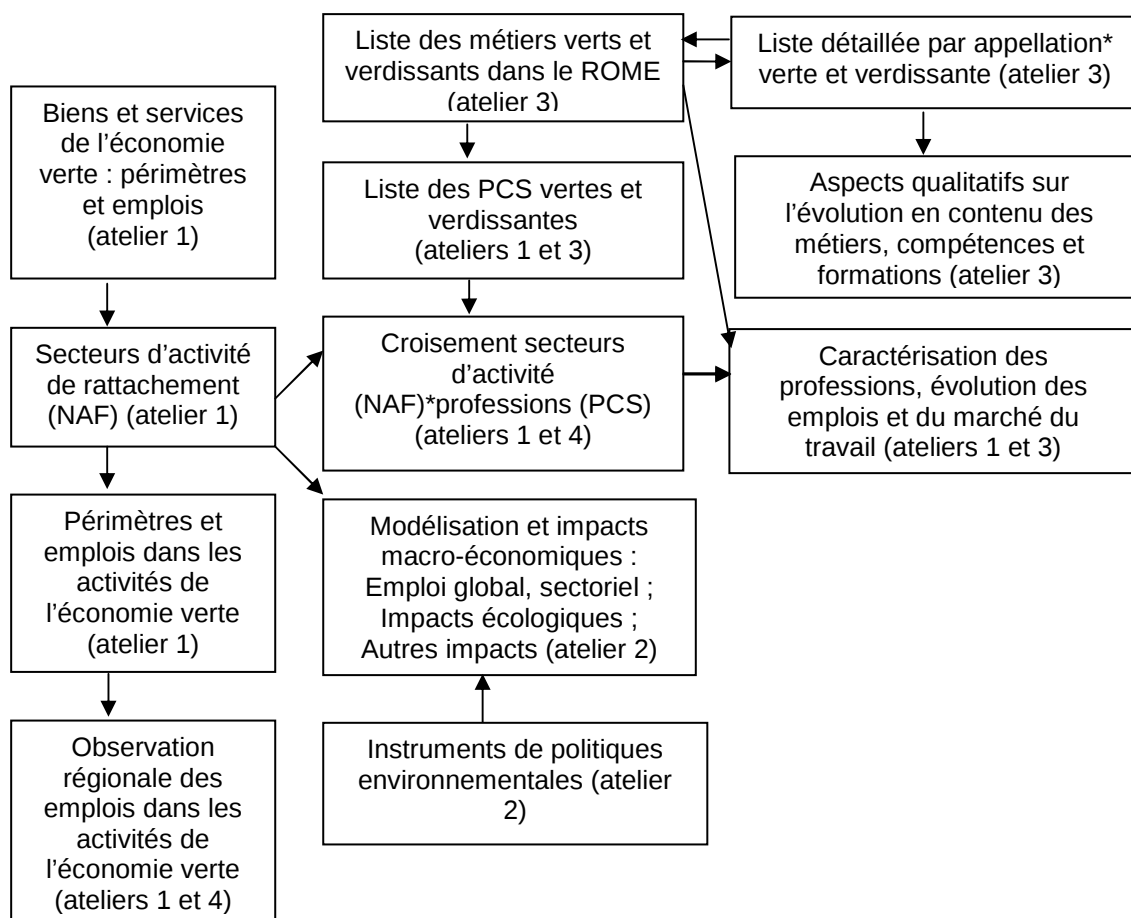 Biens et services
de l’économie
verte : périmètres
et emplois
(atelier 1)
Secteurs d’activité
de rattachement
(NAF) (atelier 1)
Périmètres et
emplois dans les
activités de
l’économie verte
(atelier 1)
Observation
régionale des
emplois dans les
activités de
l’économie verte
(ateliers 1 et 4)
Liste des métiers verts et
verdissants dans le ROME
(atelier 3)
Liste des PCS vertes et
verdissantes
(ateliers 1 et 3)
Croisement secteurs
d’activité
(NAF)*professions (PCS)
(ateliers 1 et 4)
Modélisation et impacts
macro-économiques :
Emploi global, sectoriel ;
Impacts écologiques ;
Autres impacts (atelier 2)
Instruments de politiques
environnementales (atelier
2)
Liste détaillée par appellation*
verte et verdissante (atelier 3)
Aspects qualitatifs sur
l’évolution en contenu des
métiers, compétences et
formations (atelier 3)
Caractérisation des
professions, évolution des
emplois et du marché du
travail (ateliers 1 et 3)